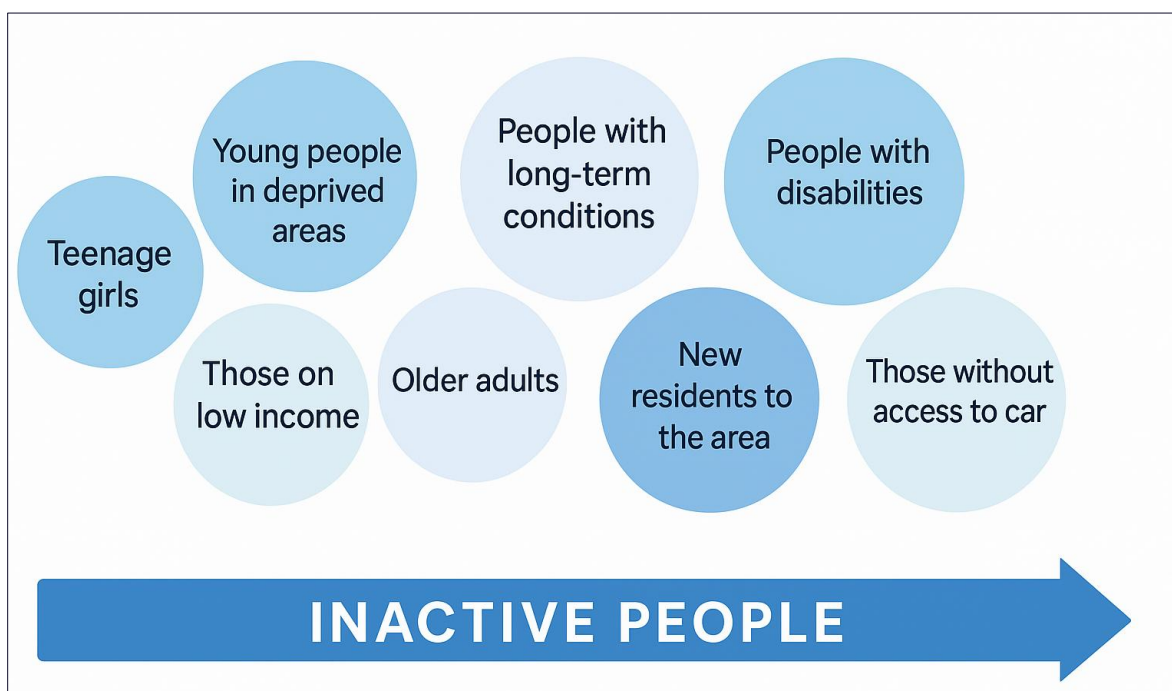 Teenage
girls
Young people
in deprived
areas
People with
long-term
conditions
People with
disabilities
Those on
low income
Older adults
New
residents to
the area
Those without
access to car
INACTIVE PEOPLE